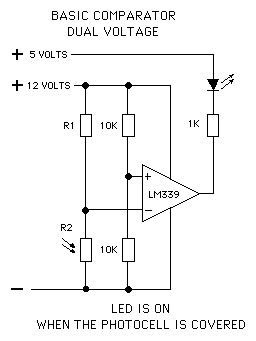 BASIC COMPARATOR
DUAL VOLTAGE
+ 5 VOLTS
+ 12 VOLTS
R1
10K
1K
+
LM339
−
R2
10K
−
LED IS ON
WHEN THE PHOTOCELL IS COVERED